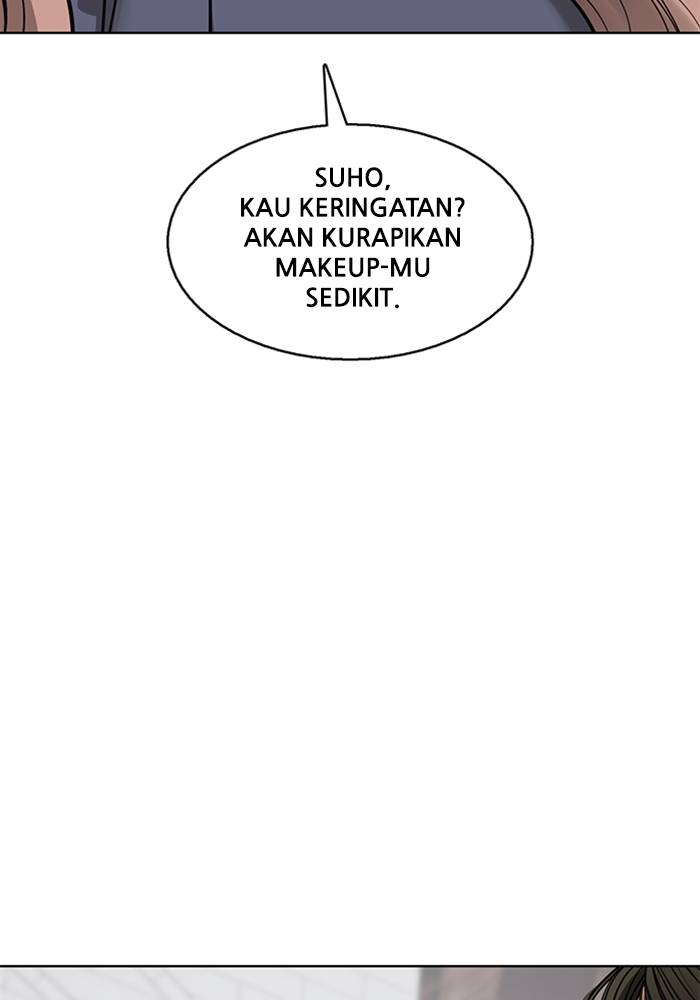 SUHO,
KAU KERINGATAN?
AKAN KURAPIKAN
MAKEUP-MU
SEDIKIT.